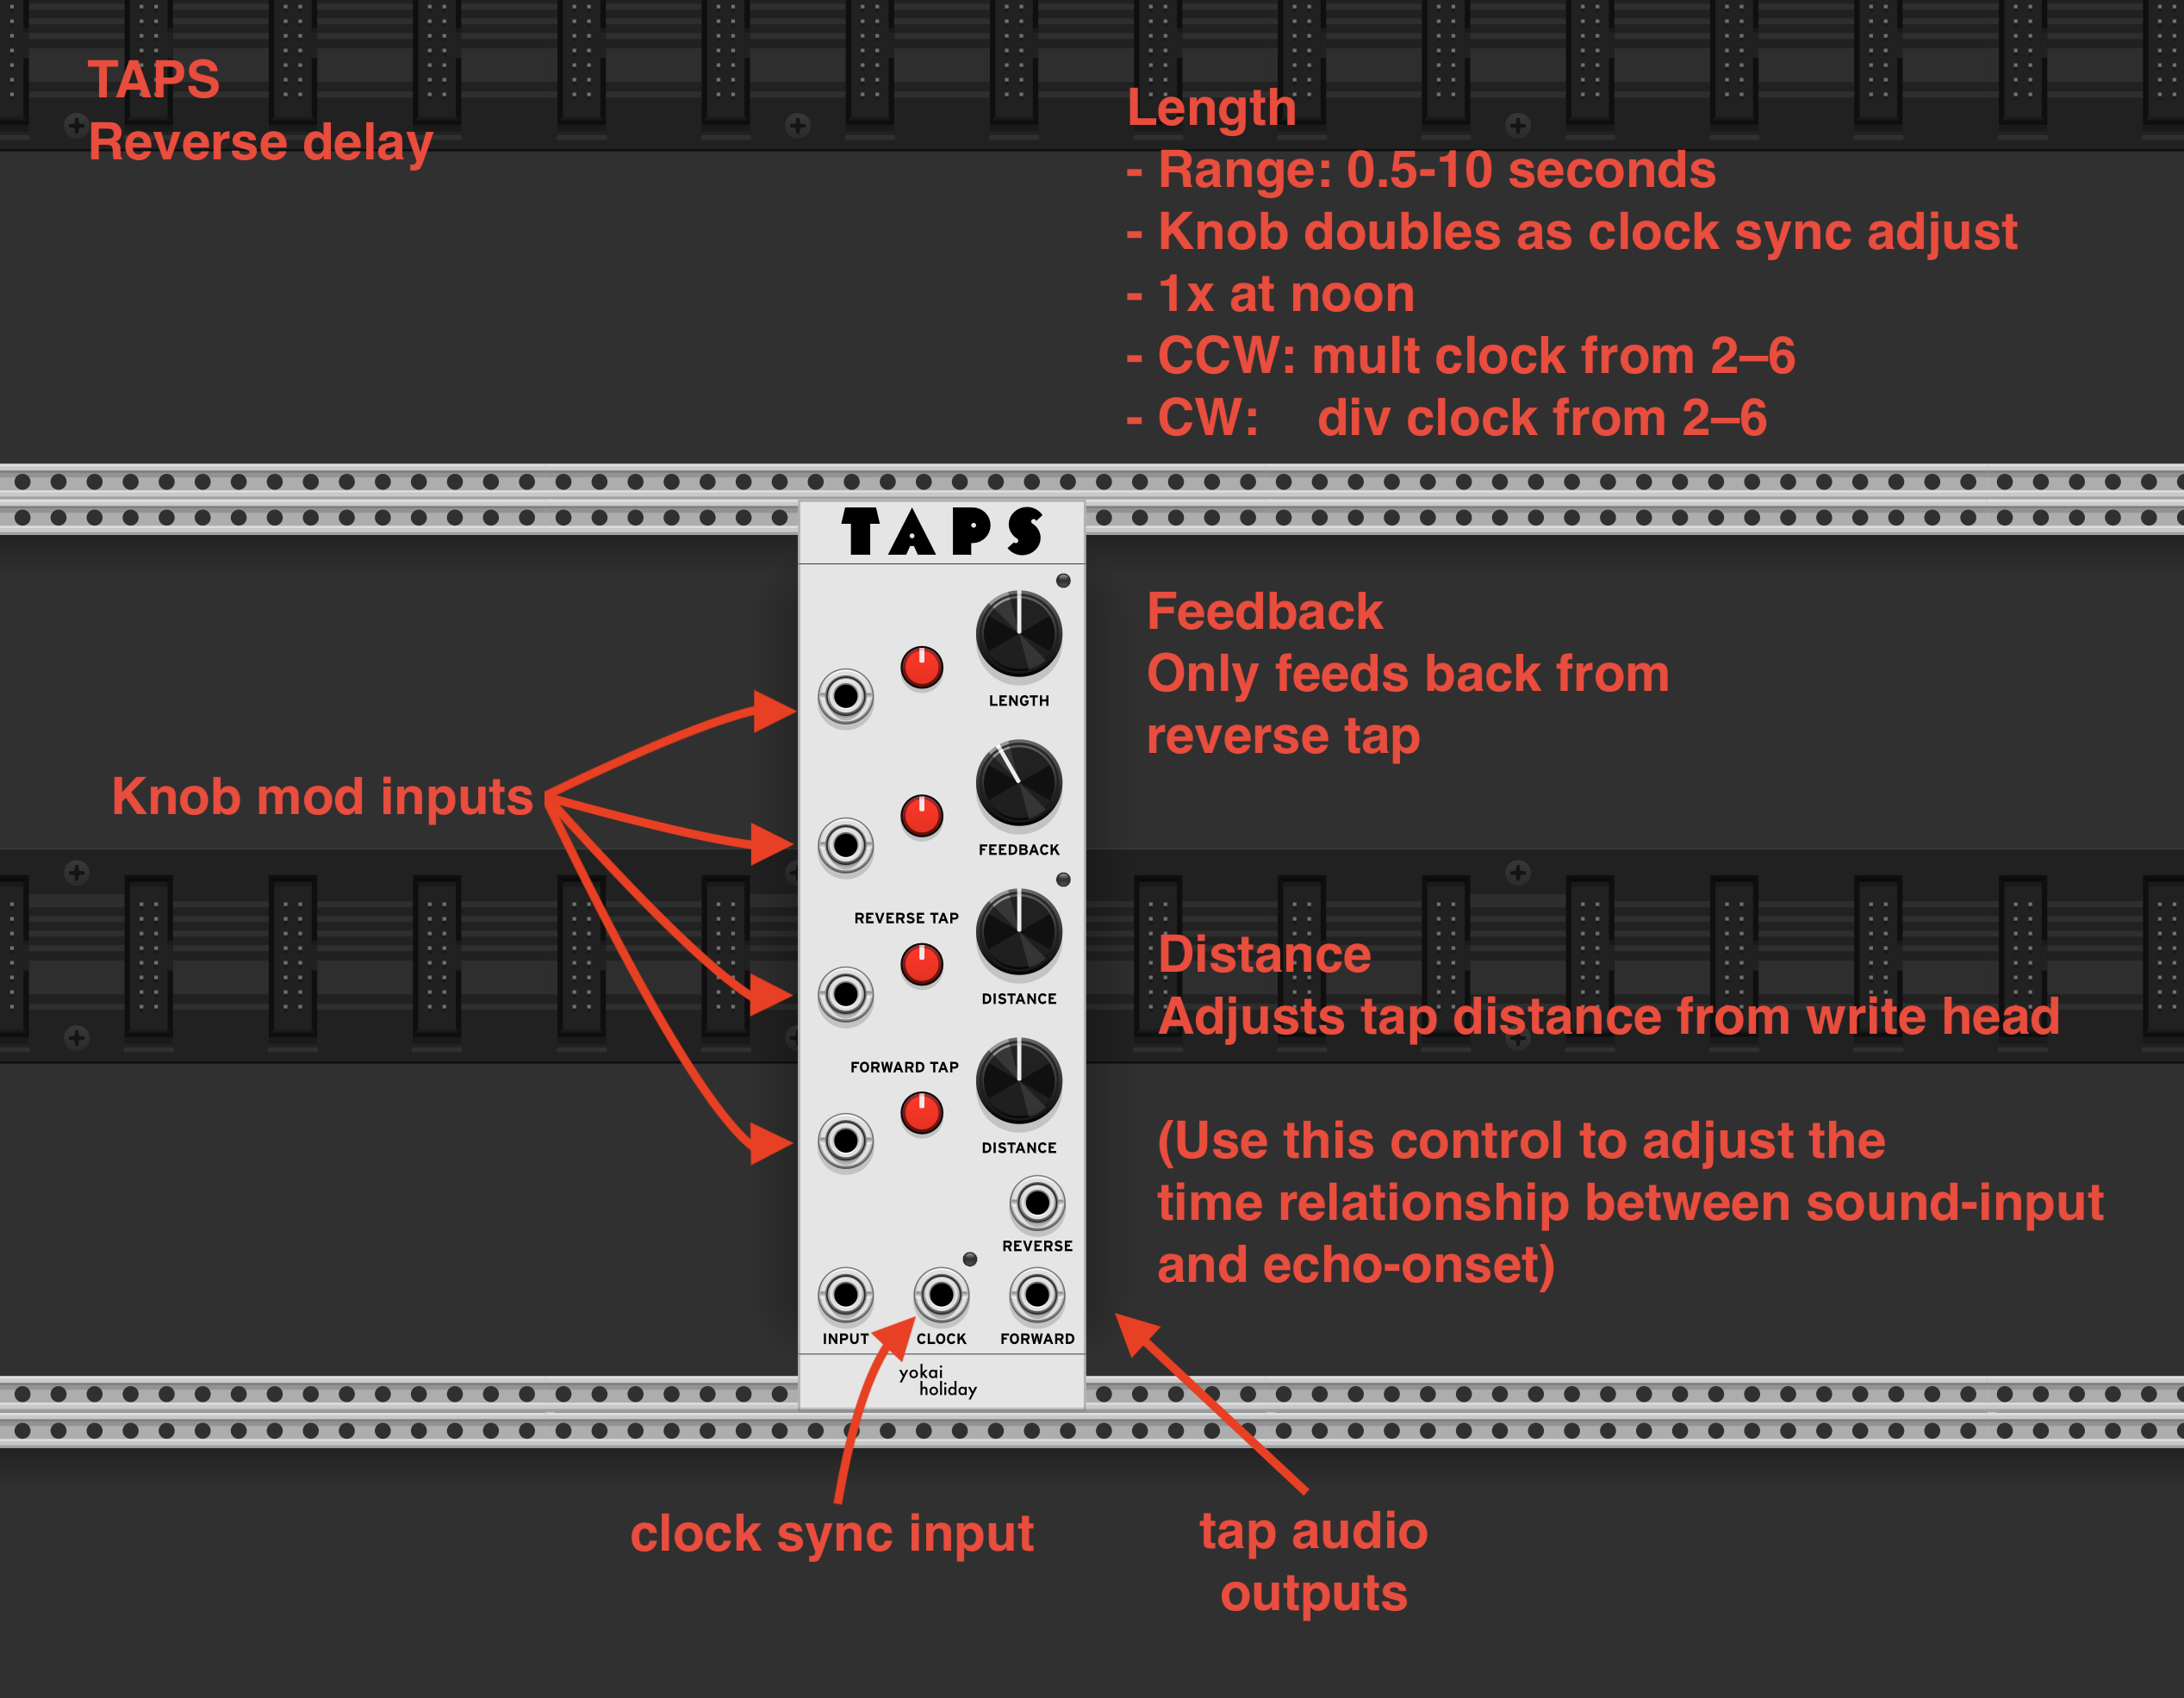 TAPS
Reverse delay
Length
- Range: 0.5-10 seconds
- Knob doubles as clock sync adjust
- 1x at noon
- CCW: mult clock from 2–6
- CW: div clock from 2–6
TAPS
LENGTH
Feedback
Only feeds back from
reverse tap
Knob mod inputs
FEEDBACK
REVERSE TAP
DISTANCE
Distance
Adjusts tap distance from write head
FORWARD TAP
DISTANCE
(Use this control to adjust the
time relationship between sound-input
and echo-onset)
REVERSE
INPUT
CLOCK
FORWARD
yokai
holiday
clock sync input
tap audio
outputs